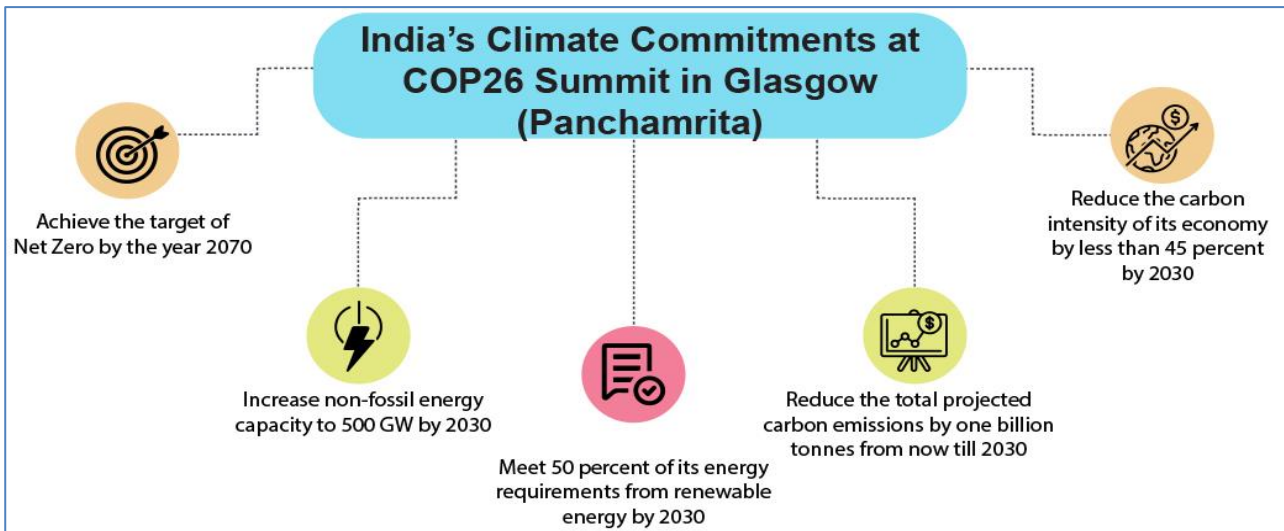 India's Climate Commitments at
COP26 Summit in Glasgow
(Panchamrita)
Achieve the target of
Net Zero by the year 2070
Increase non-fossil energy
capacity to 500 GW by 2030
Meet 50 percent of its energy
requirements from renewable
energy by 2030
Reduce the total projected
carbon emissions by one billion
tonnes from now till 2030
$
Reduce the carbon
intensity of its economy
by less than 45 percent
by 2030
$